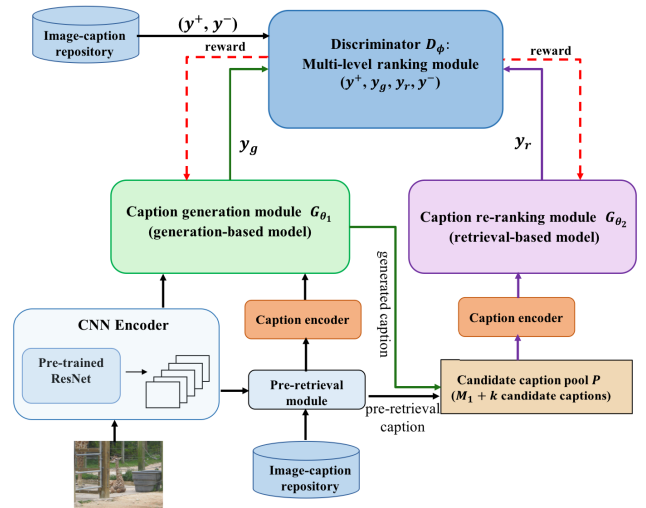 Image-caption
repository
(y⁺, y⁻)
reward
Discriminator D_ϕ:
Multi-level ranking module
(y⁺, y_g, y_r, y⁻)
reward
y_g
y_r
Caption generation module G_θ₁
(generation-based model)
Caption re-ranking module G_θ₂
(retrieval-based model)
generated caption
CNN Encoder
Pre-trained
ResNet
Caption encoder
Caption encoder
Pre-retrieval
module
pre-retrieval
caption
Candidate caption pool P
(M₁ + k candidate captions)
Image-caption
repository